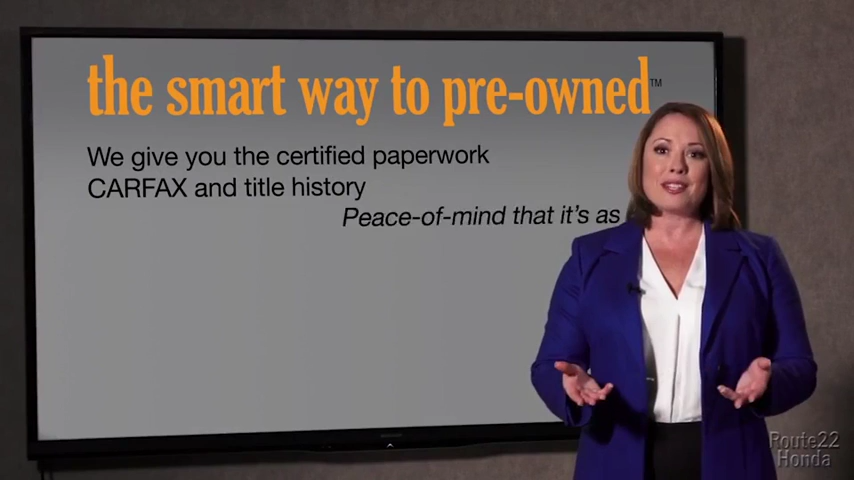 the smart way to pre-owned™
We give you the certified paperwork
CARFAX and title history
Peace-of-mind that it's as
Route22
Honda